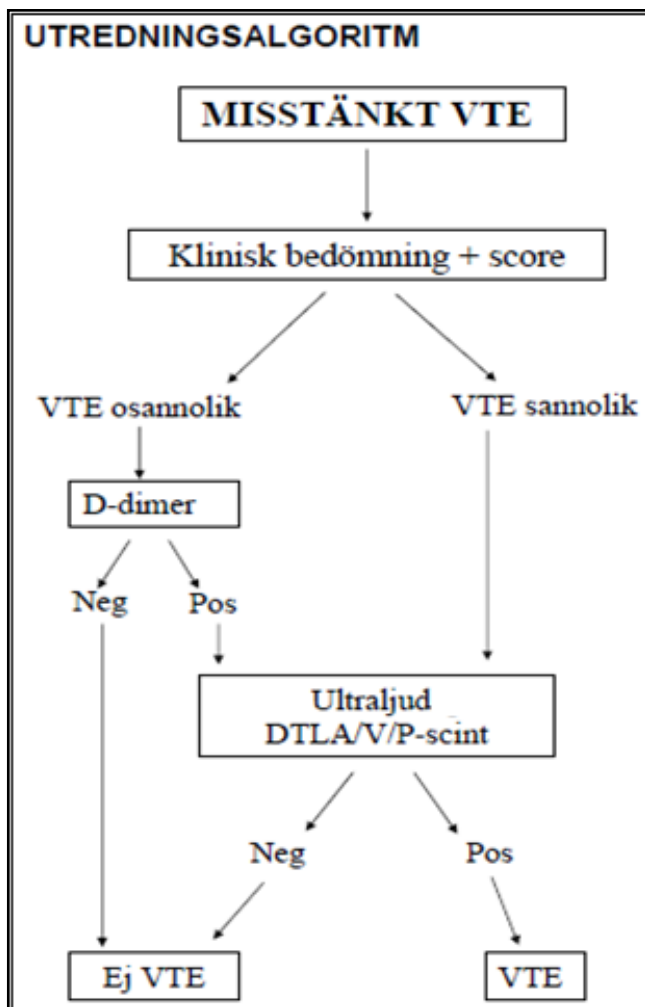 UTREDNINGSALGORITM
MISSTÄNKT VTE
Klinisk bedömning + score
VTE osannolik
VTE sannolik
D-dimer
Neg
Pos
Ultraljud
DTLA/V/P-scint
Neg
Pos
Ej VTE
VTE